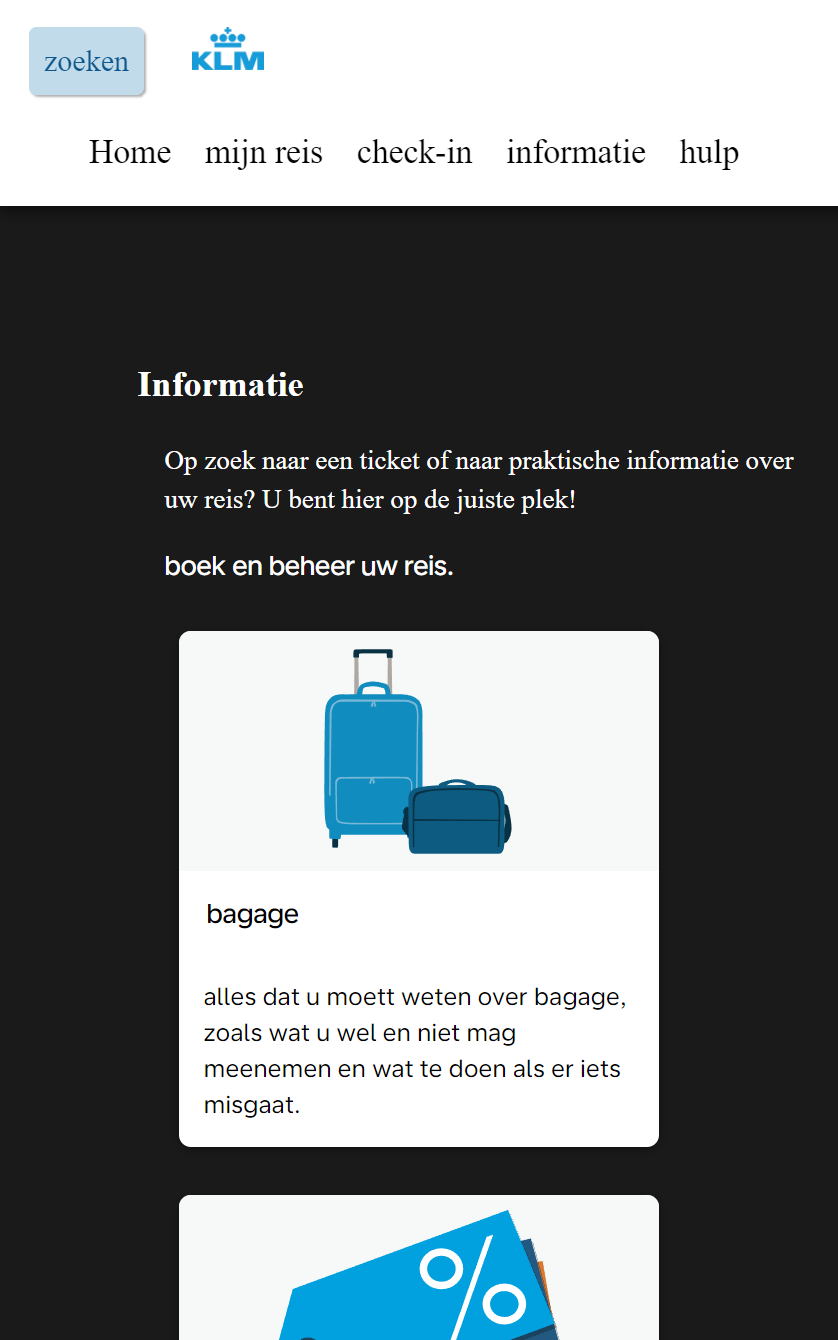 zoeken
KLM
Home mijn reis check-in informatie hulp
Informatie
Op zoek naar een ticket of naar praktische informatie over
uw reis? U bent hier op de juiste plek!
boek en beheer uw reis.
bagage
alles dat u moett weten over bagage,
zoals wat u wel en niet mag
meenemen en wat te doen als er iets
misgaat.
%